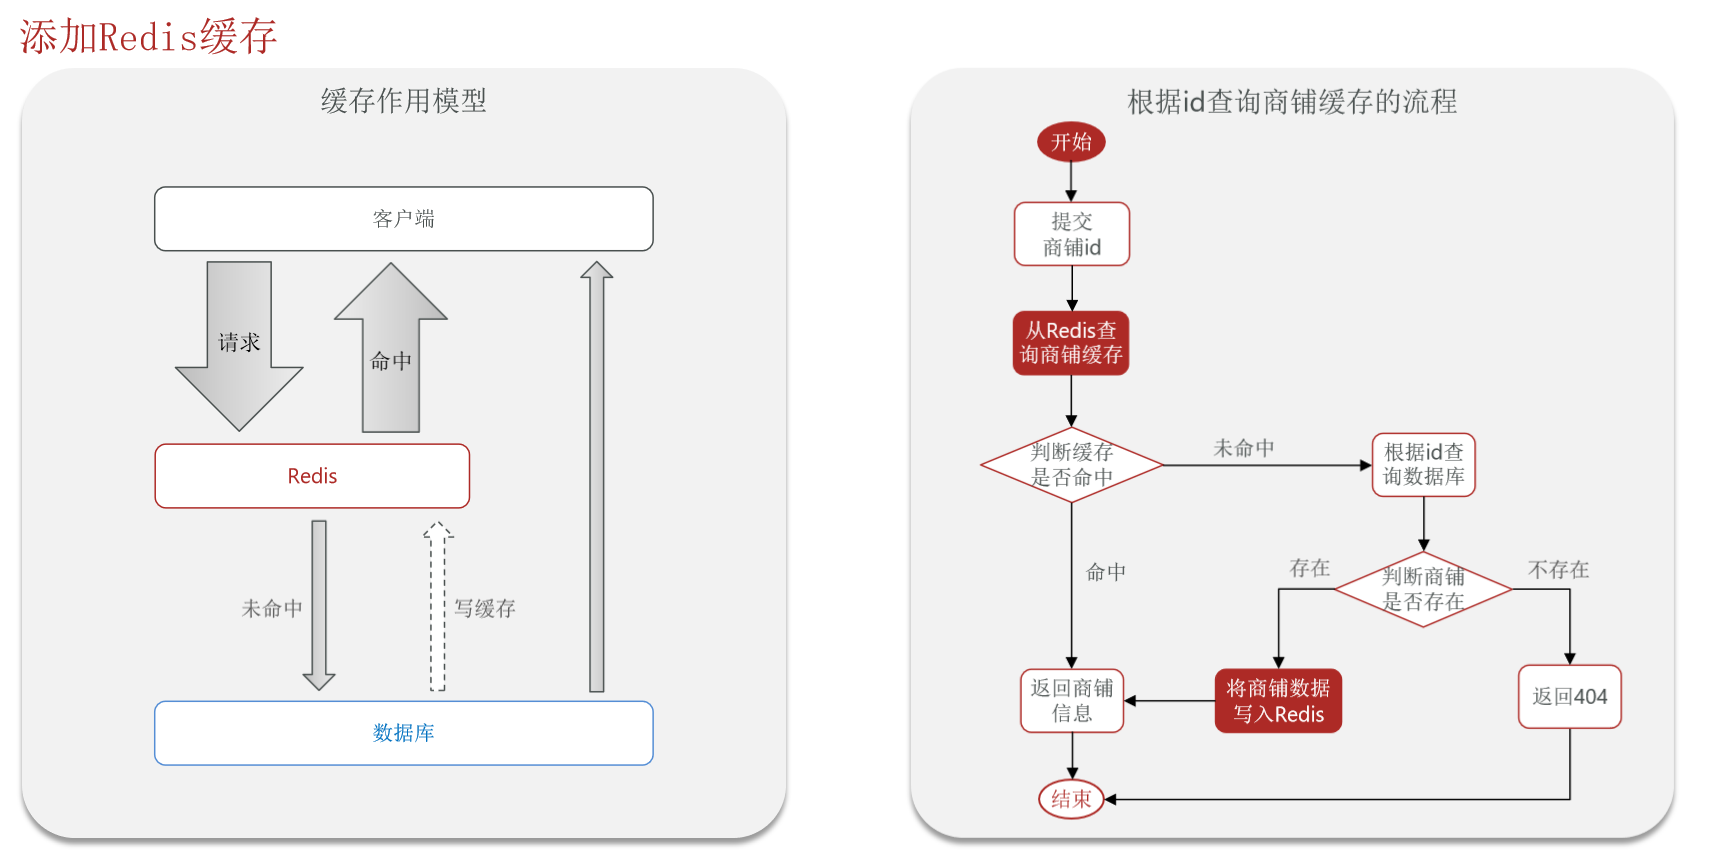 添加Redis缓存
缓存作用模型
客户端
请求
命中
Redis
未命中
写缓存
数据库
根据id查询商铺缓存的流程
开始
提交
商铺id
从Redis查
询商铺缓存
判断缓存
是否命中
未命中
根据id查
询数据库
命中
存在
判断商铺
是否存在
不存在
返回商铺
信息
将商铺数据
写入Redis
返回404
结束